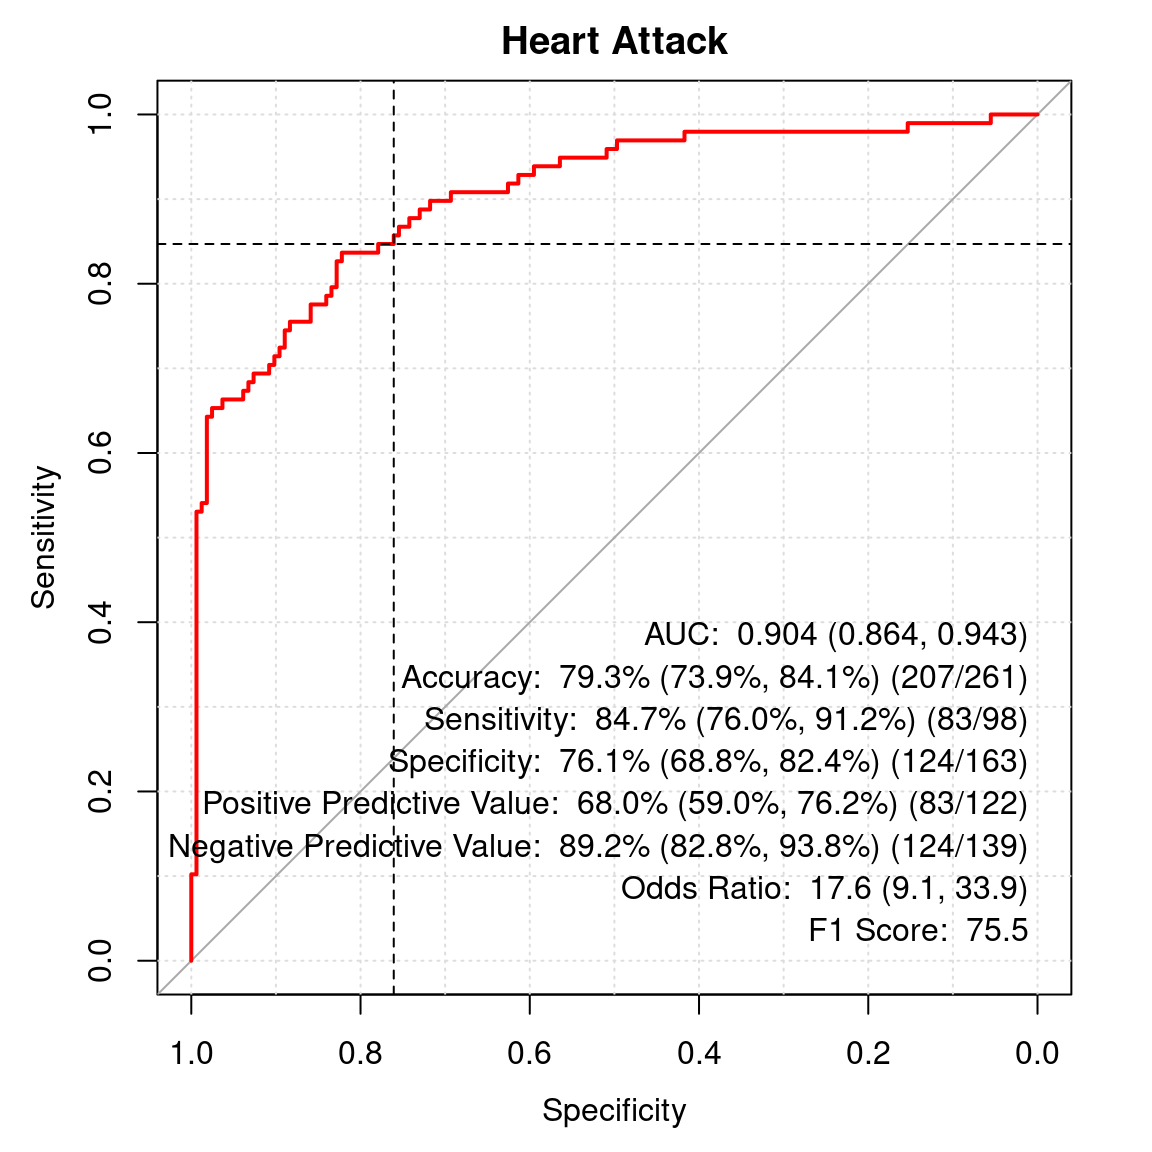 Heart Attack
1.0
0.8
0.6
0.4
0.2
0.0
Sensitivity
AUC: 0.904 (0.864, 0.943)
Accuracy: 79.3% (73.9%, 84.1%) (207/261)
Sensitivity: 84.7% (76.0%, 91.2%) (83/98)
Specificity: 76.1% (68.8%, 82.4%) (124/163)
Positive Predictive Value: 68.0% (59.0%, 76.2%) (83/122)
Negative Predictive Value: 89.2% (82.8%, 93.8%) (124/139)
Odds Ratio: 17.6 (9.1, 33.9)
F1 Score: 75.5
1.0 0.8 0.6 0.4 0.2 0.0
Specificity